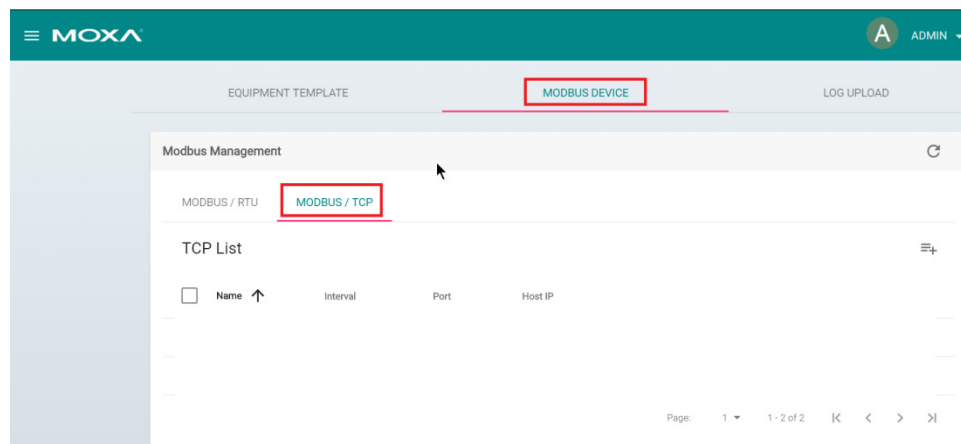 MOXA A ADMIN
EQUIPMENT TEMPLATE MODBUS DEVICE LOG UPLOAD
Modbus Management
MODBUS / RTU MODBUS / TCP
TCP List
Name Interval Port Host IP
Page: 1 1 - 2 of 2